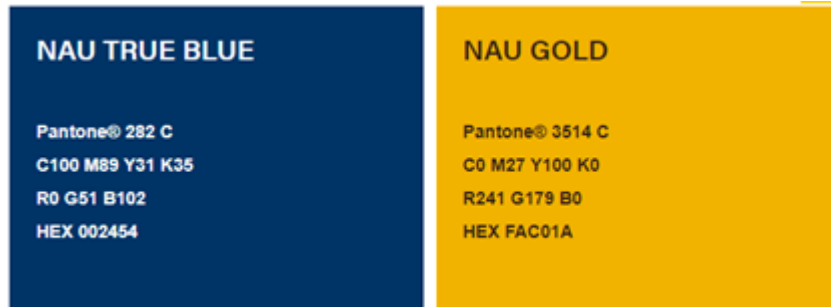 NAU TRUE BLUE
Pantone® 282 C
C100 M89 Y31 K35
R0 G51 B102
HEX 002454
NAU GOLD
Pantone® 3514 C
C0 M27 Y100 K0
R241 G179 B0
HEX FAC01A